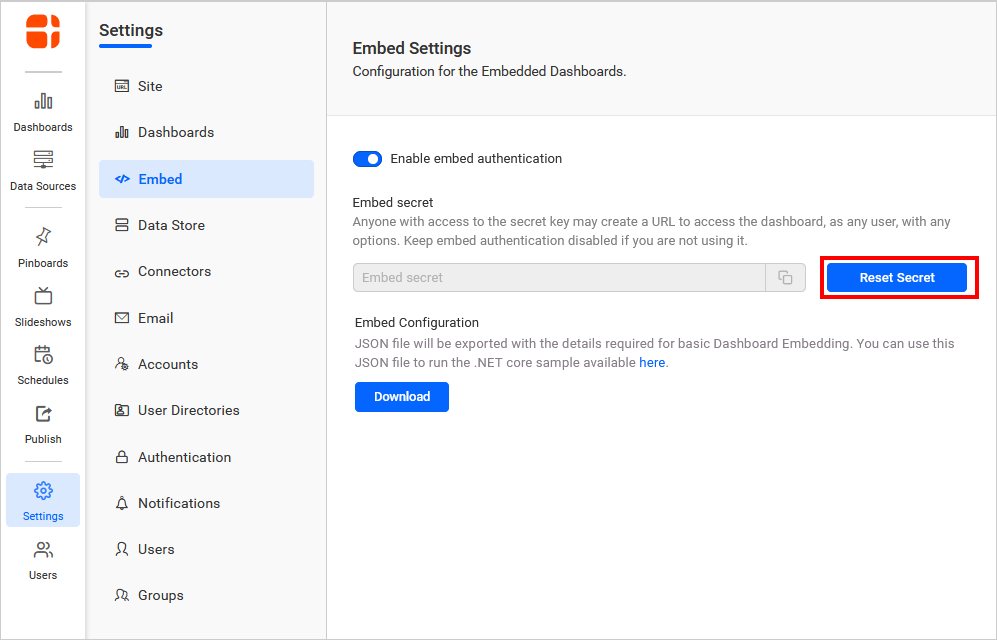 Dashboards
Data Sources
Pinboards
Slideshows
Schedules
Publish
Settings
Users
Settings
URL
Site
Dashboards
Embed
Data Store
Connectors
Email
Accounts
User Directories
Authentication
Notifications
Users
Groups
Embed Settings
Configuration for the Embedded Dashboards.
Enable embed authentication
Embed secret
Anyone with access to the secret key may create a URL to access the dashboard, as any user, with any
options. Keep embed authentication disabled if you are not using it.
Embed secret
Reset Secret
Embed Configuration
JSON file will be exported with the details required for basic Dashboard Embedding. You can use this
JSON file to run the .NET core sample available here.
Download